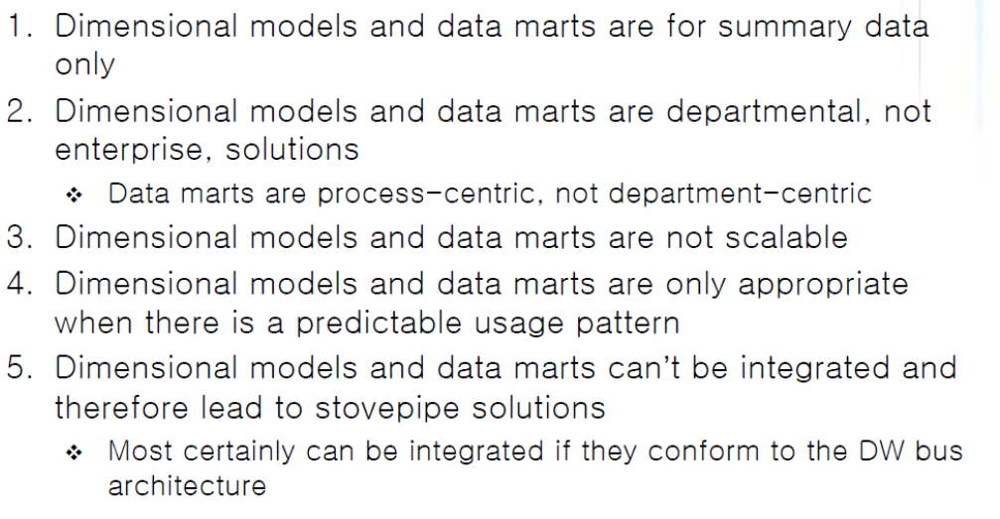 1. Dimensional models and data marts are for summary data
only
2. Dimensional models and data marts are departmental, not
enterprise, solutions
❖ Data marts are process-centric, not department-centric
3. Dimensional models and data marts are not scalable
4. Dimensional models and data marts are only appropriate
when there is a predictable usage pattern
5. Dimensional models and data marts can't be integrated and
therefore lead to stovepipe solutions
❖ Most certainly can be integrated if they conform to the DW bus
architecture